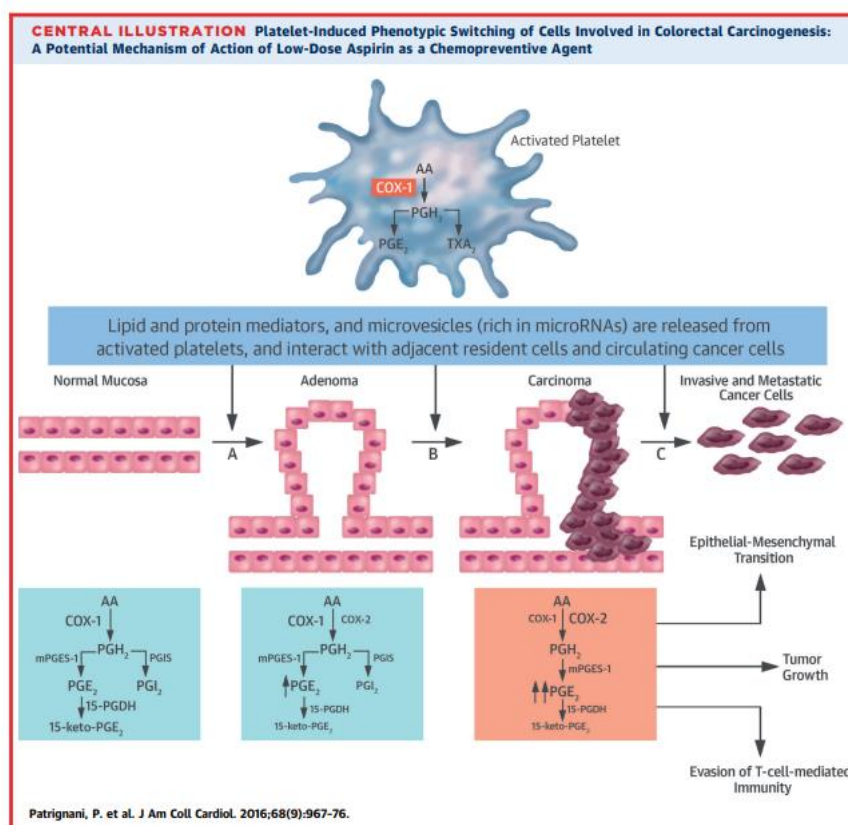 CENTRAL ILLUSTRATION Platelet-Induced Phenotypic Switching of Cells Involved in Colorectal Carcinogenesis:
A Potential Mechanism of Action of Low-Dose Aspirin as a Chemopreventive Agent
Activated Platelet
AA
COX-1
PGH₂
PGE₂ TXA₂
Lipid and protein mediators, and microvesicles (rich in microRNAs) are released from
activated platelets, and interact with adjacent resident cells and circulating cancer cells
Normal Mucosa
Adenoma
Carcinoma
Invasive and Metastatic
Cancer Cells
A
B
C
AA
COX-1
mPGES-1 PGH₂ PGIS
PGE₂ PGI₂
15-PGDH
15-keto-PGE₂
AA
COX-1 COX-2
mPGES-1 PGH₂ PGIS
PGE₂ PGI₂
15-PGDH
15-keto-PGE₂
AA
COX-1 COX-2
PGH₂
mPGES-1
PGE₂
15-PGDH
15-keto-PGE₂
Epithelial-Mesenchymal
Transition
Tumor
Growth
Evasion of T-cell-mediated
Immunity
Patrignani, P. et al. J Am Coll Cardiol. 2016;68(9):967-76.